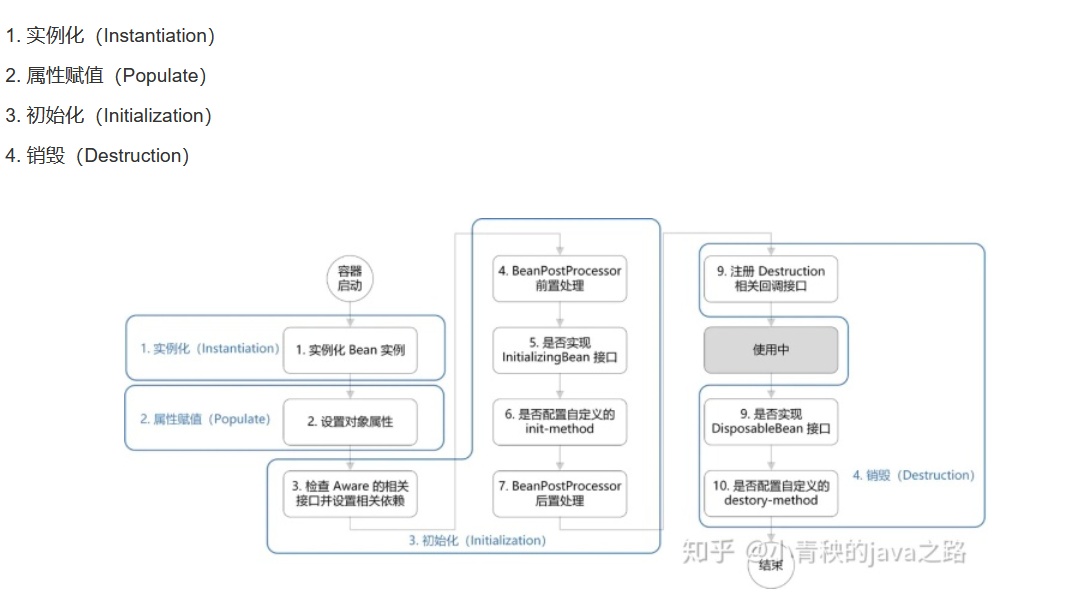 1. 实例化（Instantiation）
2. 属性赋值（Populate）
3. 初始化（Initialization）
4. 销毁（Destruction）
容器
启动
1. 实例化（Instantiation）
1. 实例化 Bean 实例
2. 属性赋值（Populate）
2. 设置对象属性
3. 检查 Aware 的相关
接口并设置相关依赖
3. 初始化（Initialization）
4. BeanPostProcessor
前置处理
5. 是否实现
InitializingBean 接口
6. 是否配置自定义的
init-method
7. BeanPostProcessor
后置处理
9. 注册 Destruction
相关回调接口
使用中
9. 是否实现
DisposableBean 接口
10. 是否配置自定义的
destory-method
4. 销毁（Destruction）
结束
知乎 @小青秧的java之路